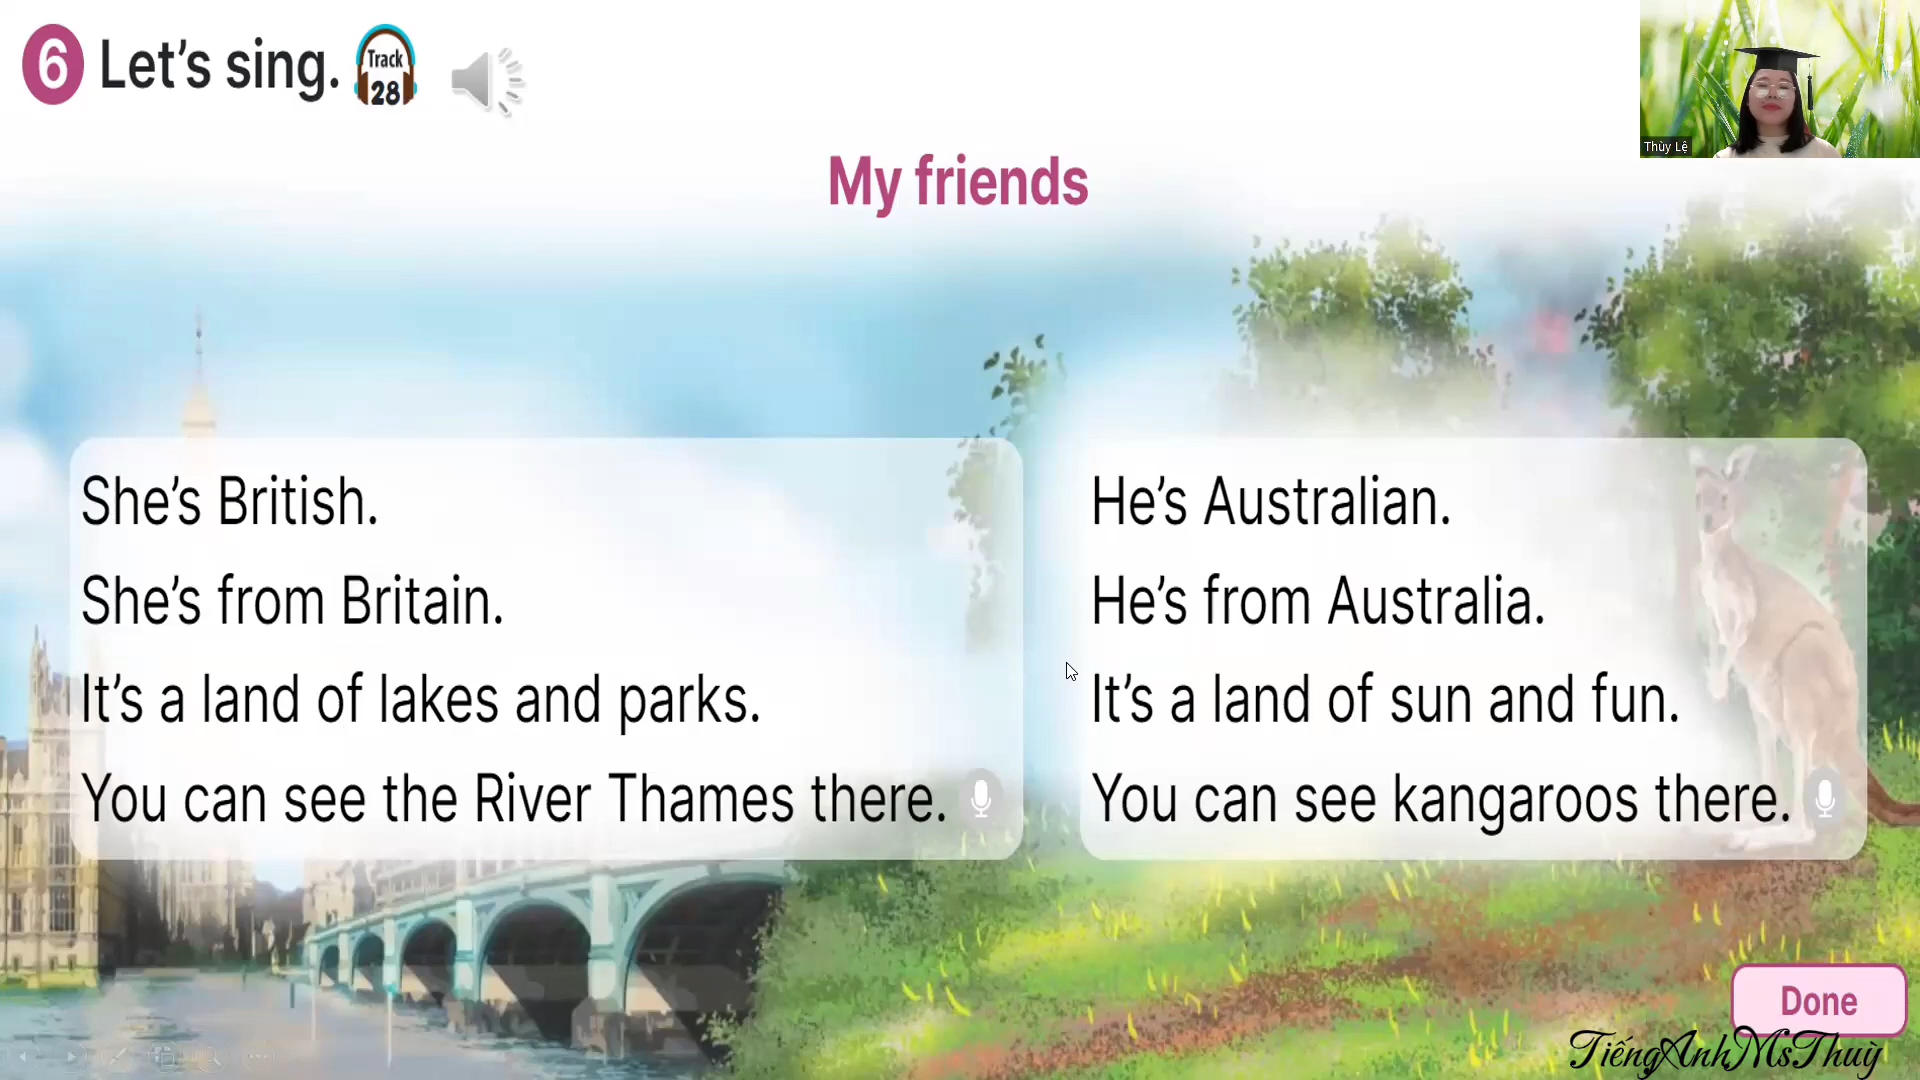 6 Let's sing. Track 28
Thùy Lệ
My friends
She's British.
She's from Britain.
It's a land of lakes and parks.
You can see the River Thames there.
He's Australian.
He's from Australia.
It's a land of sun and fun.
You can see kangaroos there.
Done
TiếngAnhMsThuỳ